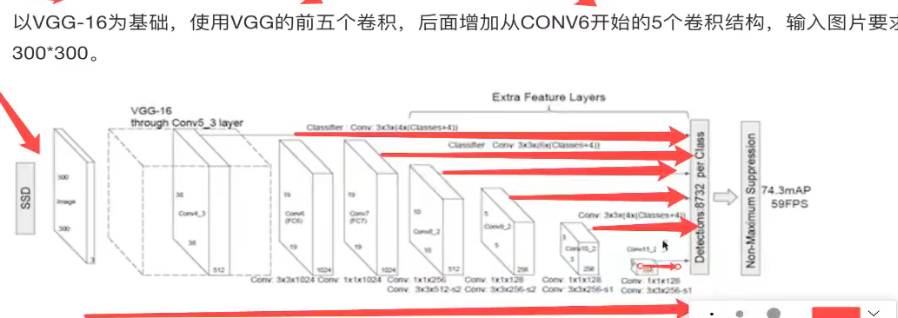 以VGG-16为基础，使用VGG的前五个卷积，后面增加从CONV6开始的5个卷积结构，输入图片要求
300*300。
Extra Feature Layers
VGG-16
through Conv5_3 layer
Classifier : Conv: 3x3x(4x(Classes+4))
Classifier : Conv: 3x3x(6x(Classes+4))
Conv: 3x3x(4x(Classes+4))
SSD
300
Image
300
3
38
Conv4_3
38
512
19
Conv6
(FC6)
19
1024
19
Conv7
(FC7)
19
1024
10
Conv8_2
10
512
5
Conv9_2
5
256
3
Conv10_2
3
256
Conv11_2
Detections:8732 per Class
Non-Maximum Suppression
74.3mAP
59FPS
Conv: 3x3x1024
Conv: 1x1x1024
Conv: 1x1x256
Conv: 3x3x512-s2
Conv: 1x1x128
Conv: 3x3x256-s2
Conv: 1x1x128
Conv: 3x3x256-s1
Conv: 1x1x128
Conv: 3x3x256-s1